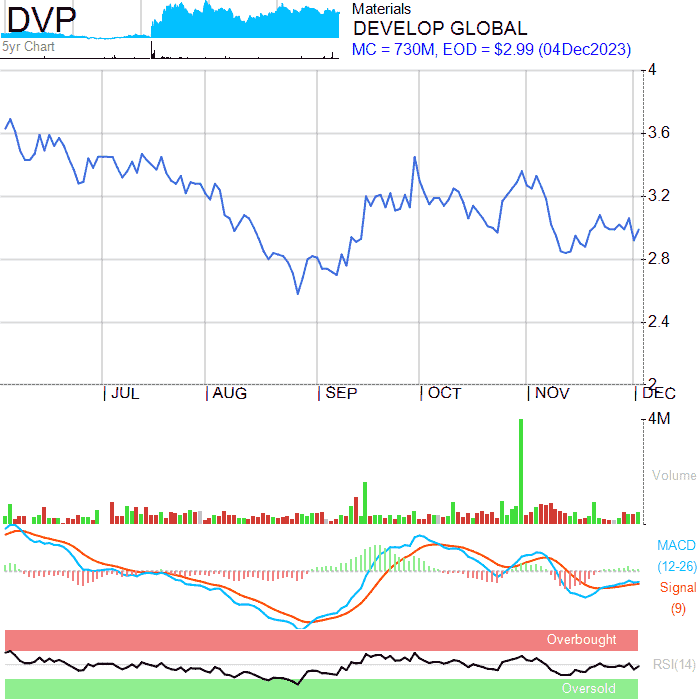 DVP
5yr Chart
Materials
DEVELOP GLOBAL
MC = 730M, EOD = $2.99 (04Dec2023)
4
3.6
3.2
2.8
2.4
2
JUL AUG SEP OCT NOV DEC
4M
Volume
MACD
(12-26)
Signal
(9)
Overbought
RSI(14)
Oversold